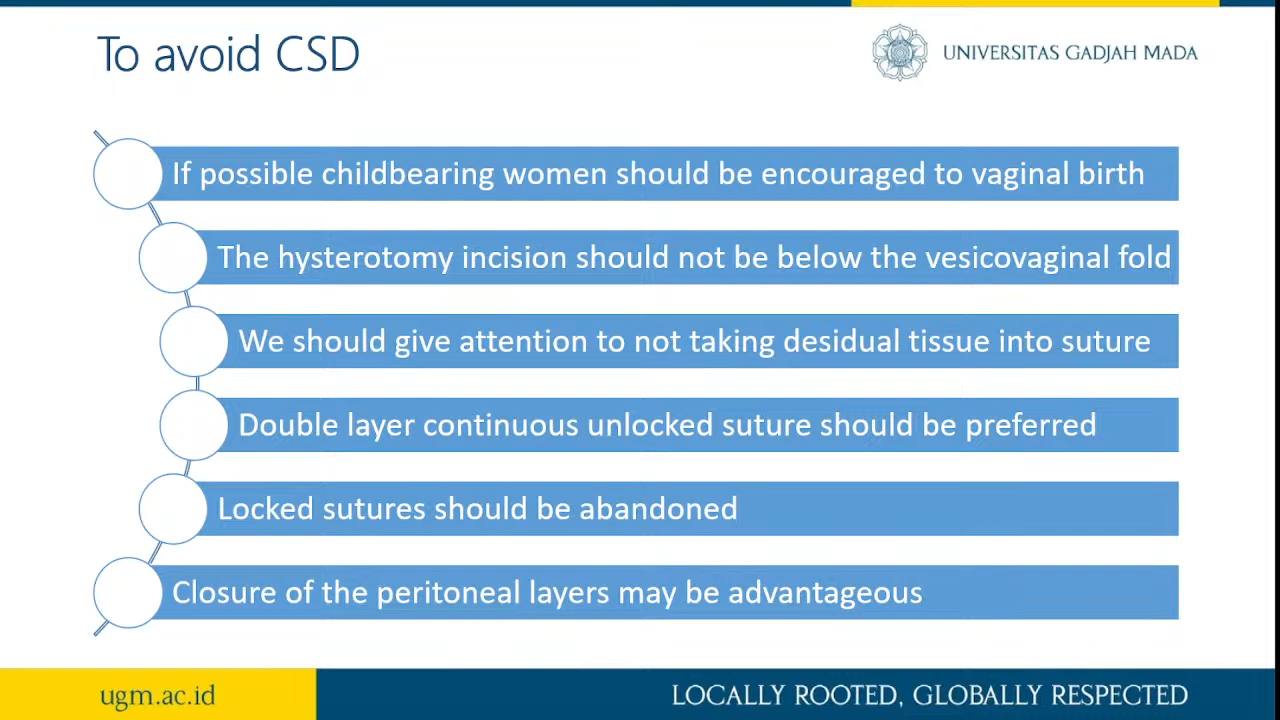 To avoid CSD
UNIVERSITAS GADJAH MADA
If possible childbearing women should be encouraged to vaginal birth
The hysterotomy incision should not be below the vesicovaginal fold
We should give attention to not taking desidual tissue into suture
Double layer continuous unlocked suture should be preferred
Locked sutures should be abandoned
Closure of the peritoneal layers may be advantageous
ugm.ac.id
LOCALLY ROOTED, GLOBALLY RESPECTED